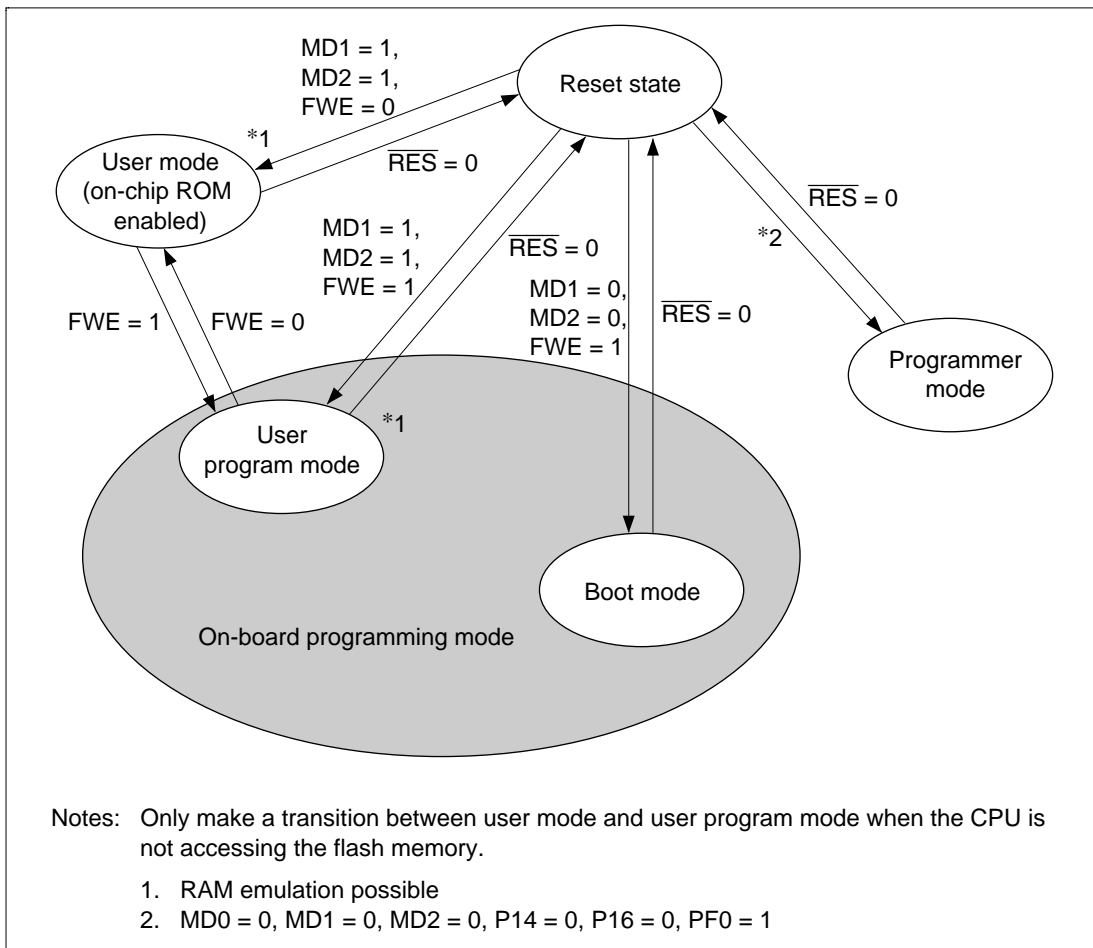 MD1 = 1,
MD2 = 1,
FWE = 0
Reset state
*1
User mode
(on-chip ROM
enabled)
RES = 0
MD1 = 1,
MD2 = 1,
FWE = 1
RES = 0
RES = 0
*2
MD1 = 0,
MD2 = 0,
FWE = 1
RES = 0
FWE = 1
FWE = 0
Programmer
mode
*1
User
program mode
Boot mode
On-board programming mode
Notes: Only make a transition between user mode and user program mode when the CPU is
not accessing the flash memory.
1. RAM emulation possible
2. MD0 = 0, MD1 = 0, MD2 = 0, P14 = 0, P16 = 0, PF0 = 1